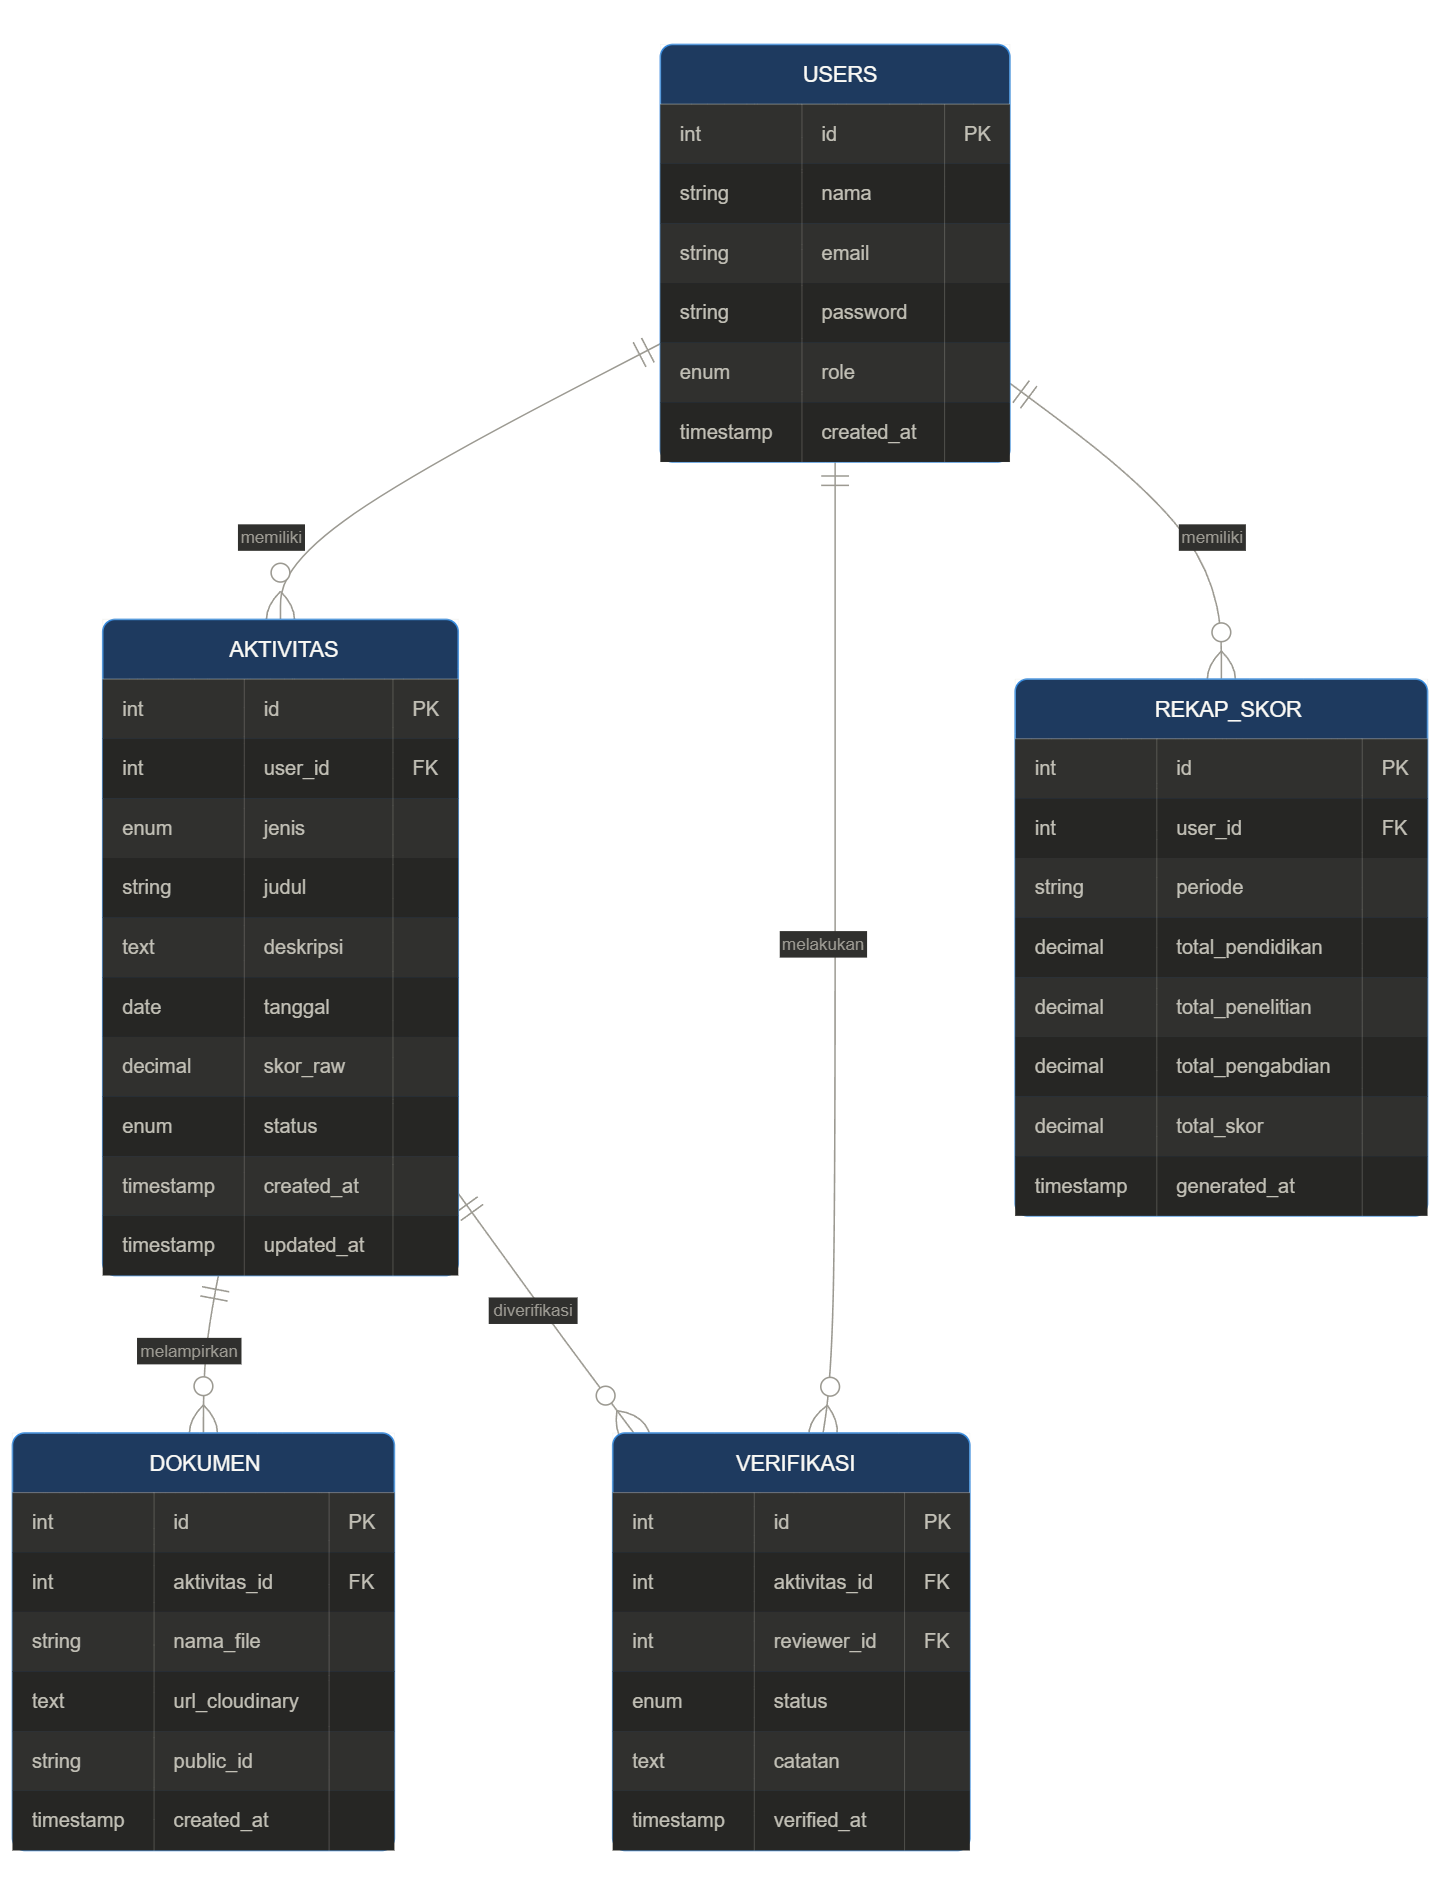 USERS
int id PK
string nama
string email
string password
enum role
timestamp created_at
memiliki
memiliki
AKTIVITAS
int id PK
int user_id FK
enum jenis
string judul
text deskripsi
date tanggal
decimal skor_raw
enum status
timestamp created_at
timestamp updated_at
REKAP_SKOR
int id PK
int user_id FK
string periode
decimal total_pendidikan
decimal total_penelitian
decimal total_pengabdian
decimal total_skor
timestamp generated_at
melakukan
diverifikasi
melampirkan
DOKUMEN
int id PK
int aktivitas_id FK
string nama_file
text url_cloudinary
string public_id
timestamp created_at
VERIFIKASI
int id PK
int aktivitas_id FK
int reviewer_id FK
enum status
text catatan
timestamp verified_at